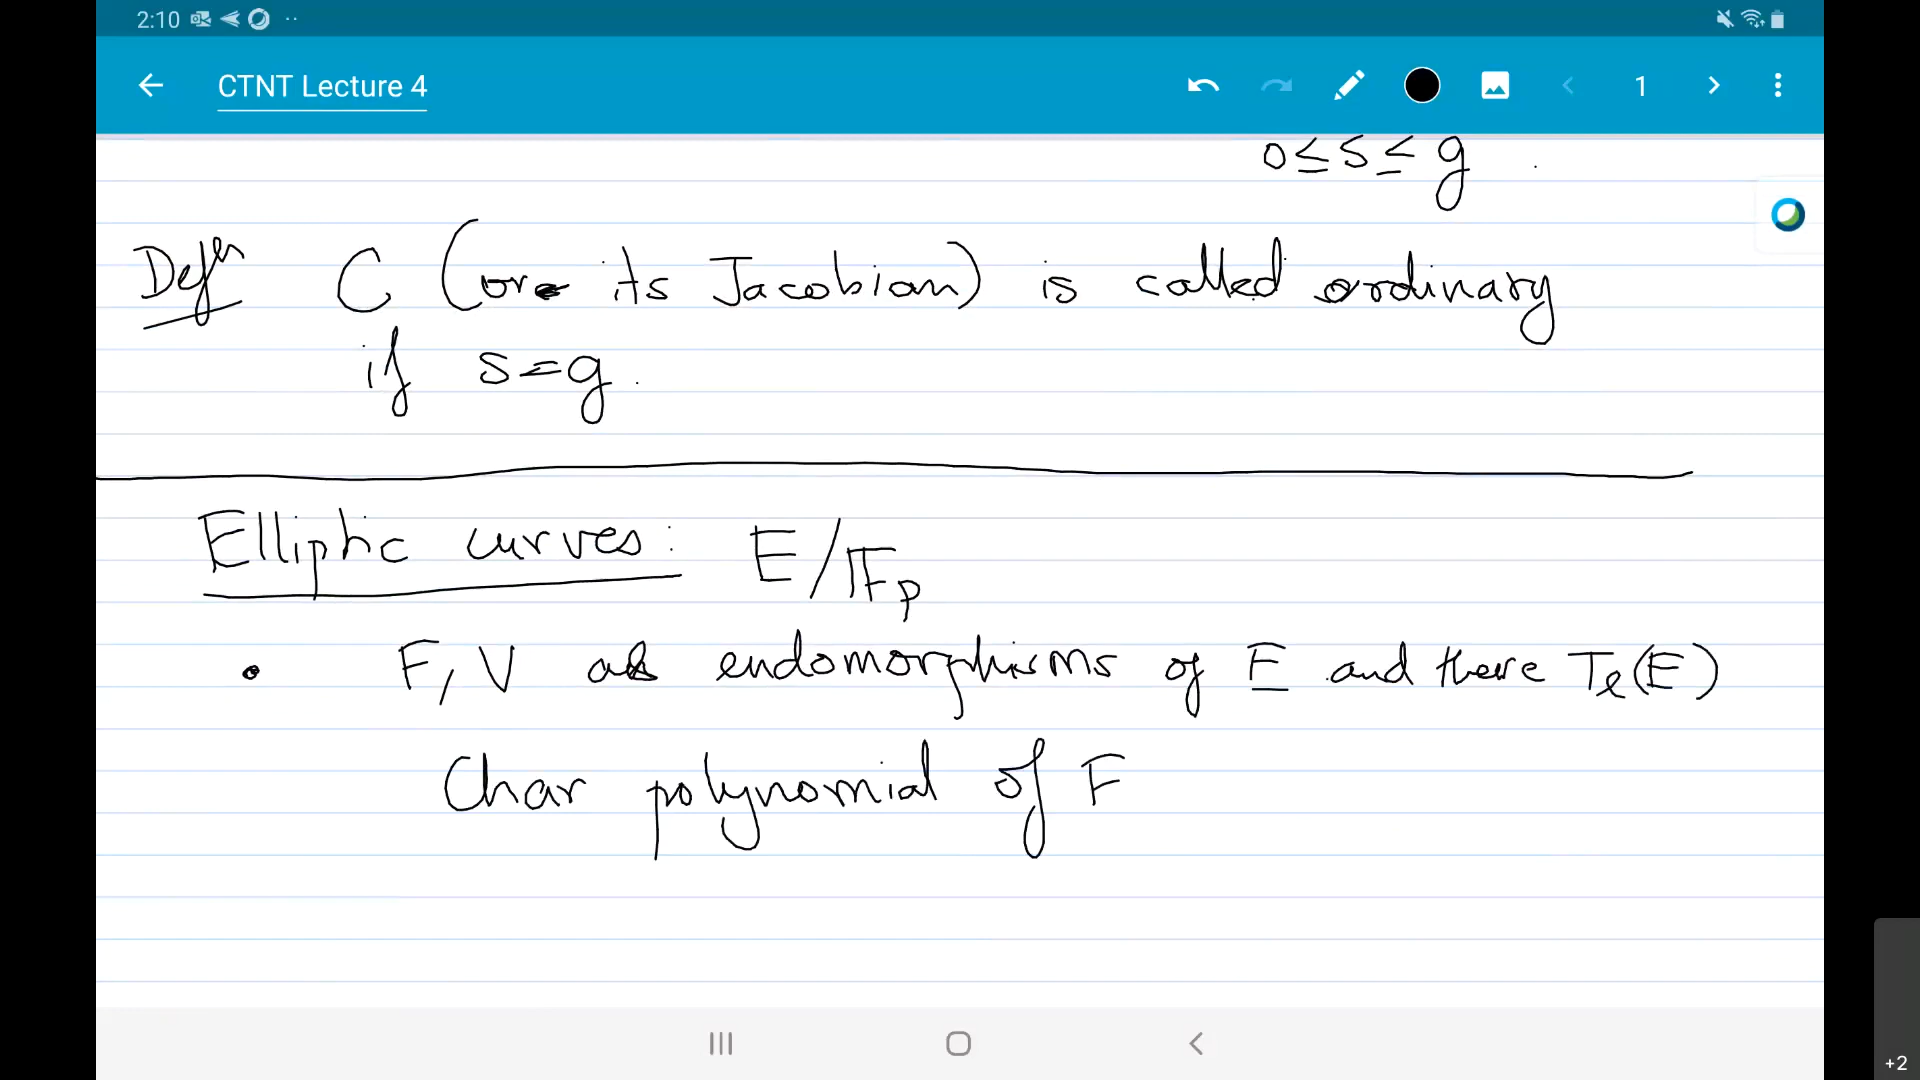 2:10
CTNT Lecture 4
1
0 ≤ s ≤ g .
Defn C (or its Jacobian) is called ordinary
if s = g .
Elliptic curves : E/𝔽p
• F, V as endomorphisms of E and there Tℓ(E)
Char polynomial of F
+2